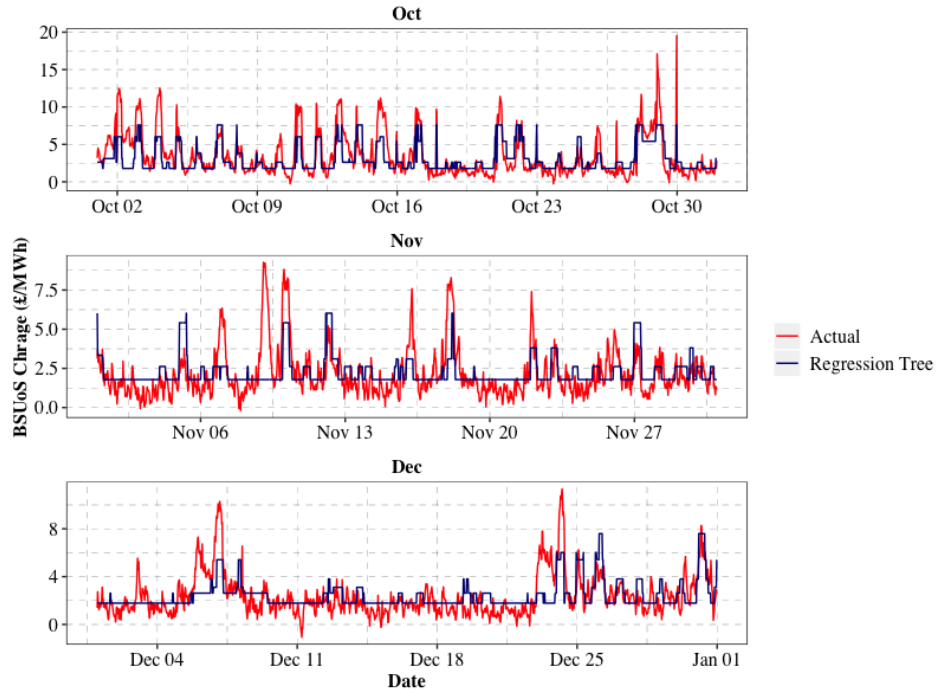 Oct
20
15
10
5
0
Oct 02 Oct 09 Oct 16 Oct 23 Oct 30
Nov
7.5
5.0
2.5
0.0
Nov 06 Nov 13 Nov 20 Nov 27
BSUoS Chrage (£/MWh)
Actual
Regression Tree
Dec
8
4
0
Dec 04 Dec 11 Dec 18 Dec 25 Jan 01
Date